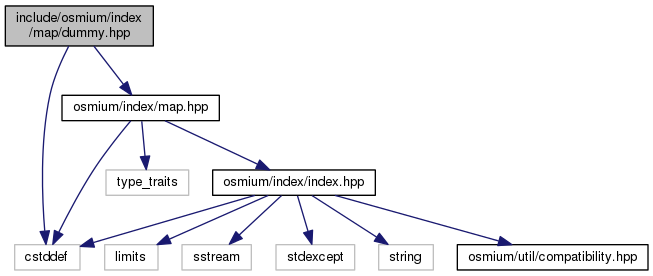 include/osmium/index
/map/dummy.hpp
osmium/index/map.hpp
type_traits
osmium/index/index.hpp
cstddef
limits
sstream
stdexcept
string
osmium/util/compatibility.hpp